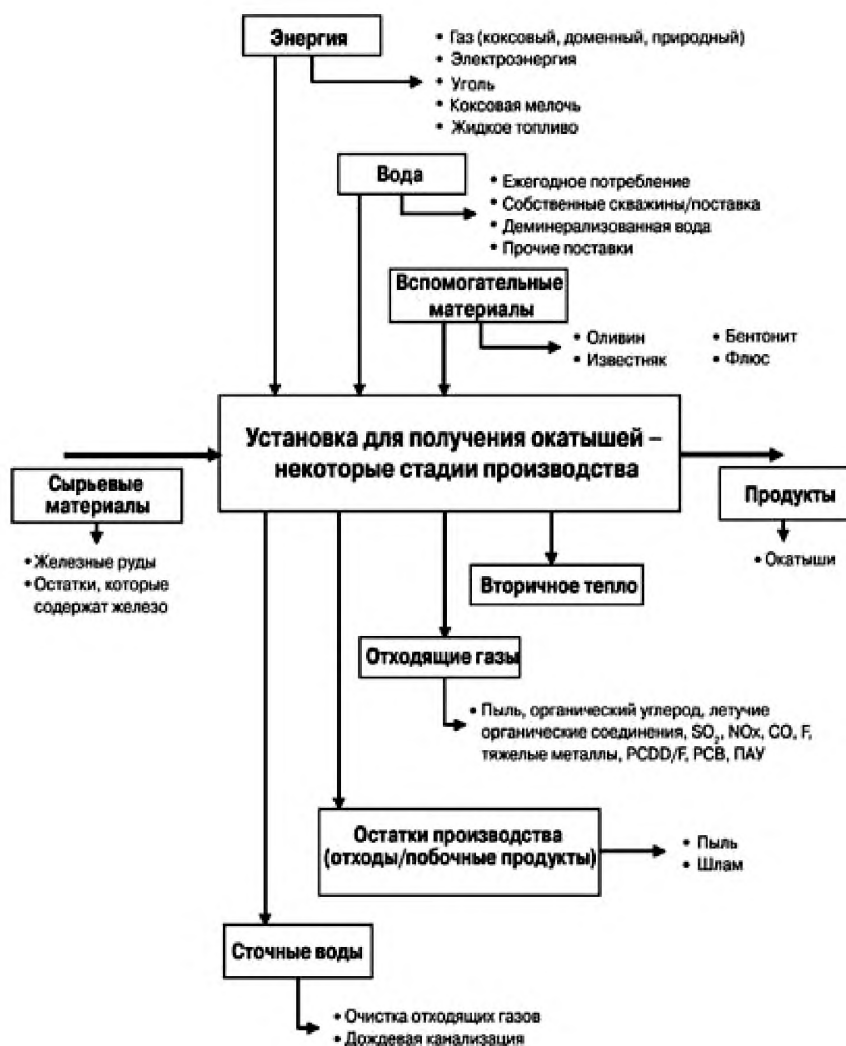 Энергия
• Газ (коксовый, доменный, природный)
• Электроэнергия
• Уголь
• Коксовая мелочь
• Жидкое топливо
Вода
• Ежегодное потребление
• Собственные скважины/поставка
• Деминерализованная вода
• Прочие поставки
Вспомогательные
материалы
• Оливин
• Известняк
• Бентонит
• Флюс
Установка для получения окатышей –
некоторые стадии производства
Сырьевые
материалы
• Железные руды
• Остатки, которые
содержат железо
Продукты
• Окатыши
Вторичное тепло
Отходящие газы
• Пыль, органический углерод, летучие
органические соединения, SO₂, NOx, CO, F,
тяжелые металлы, PCDD/F, PCB, ПАУ
Остатки производства
(отходы/побочные продукты)
• Пыль
• Шлам
Сточные
воды
• Очистка отходящих газов
• Дождевая канализация